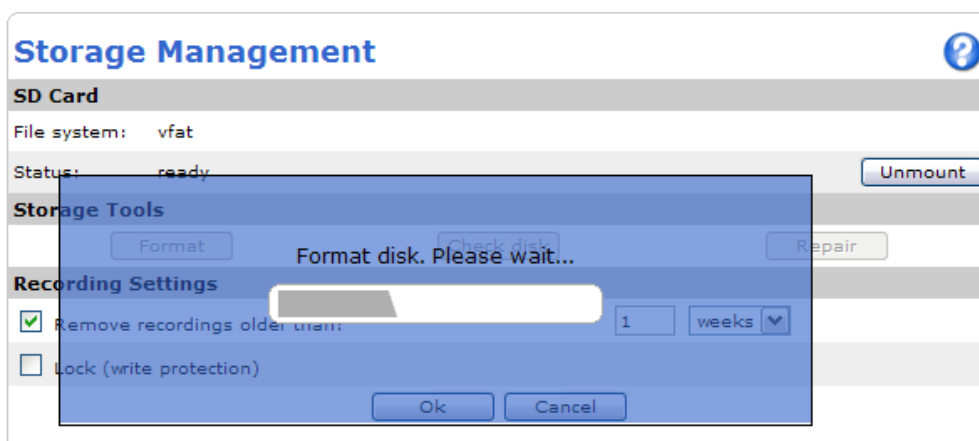 Storage Management
?
SD Card
File system: vfat
Status: ready Unmount
Storage Tools
Format Check disk Repair
Format disk. Please wait...
Recording Settings
Remove recordings older than: 1 weeks
Lock (write protection)
Ok Cancel